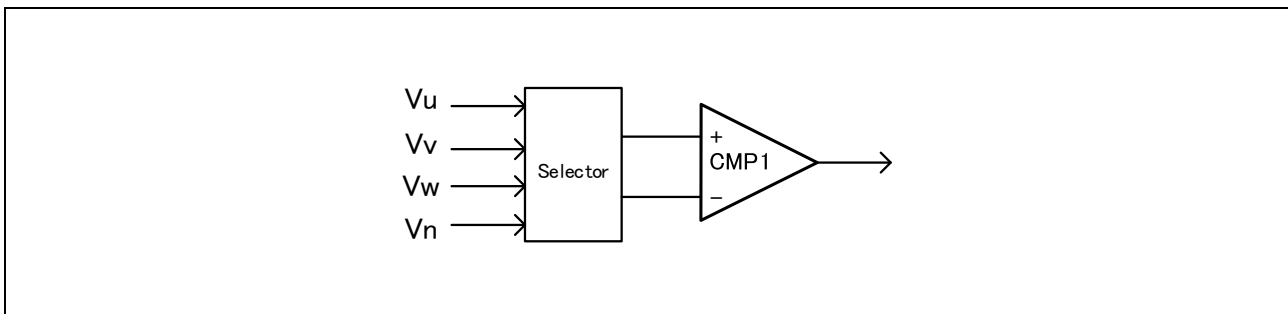 Vu
Vv
Vw
Vn
Selector
+
CMP1
−